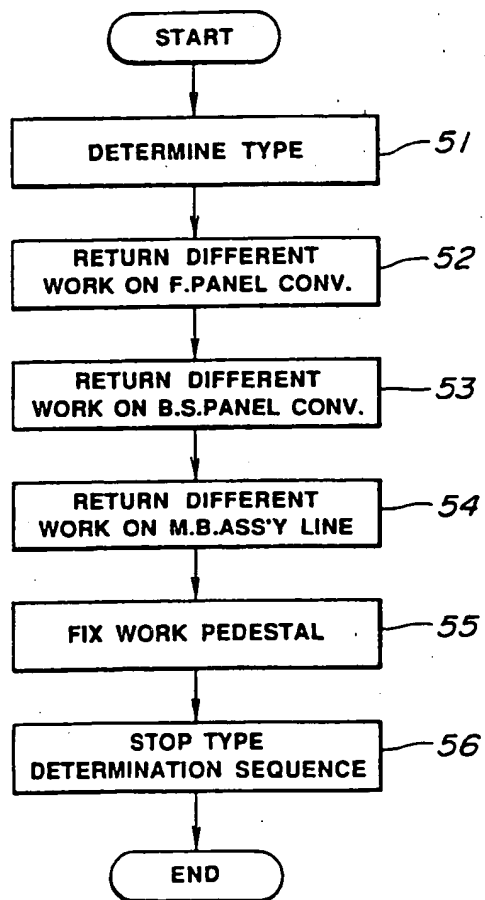 START
DETERMINE TYPE
51
RETURN DIFFERENT
WORK ON F.PANEL CONV.
52
RETURN DIFFERENT
WORK ON B.S.PANEL CONV.
53
RETURN DIFFERENT
WORK ON M.B.ASS'Y LINE
54
FIX WORK PEDESTAL
55
STOP TYPE
DETERMINATION SEQUENCE
56
END